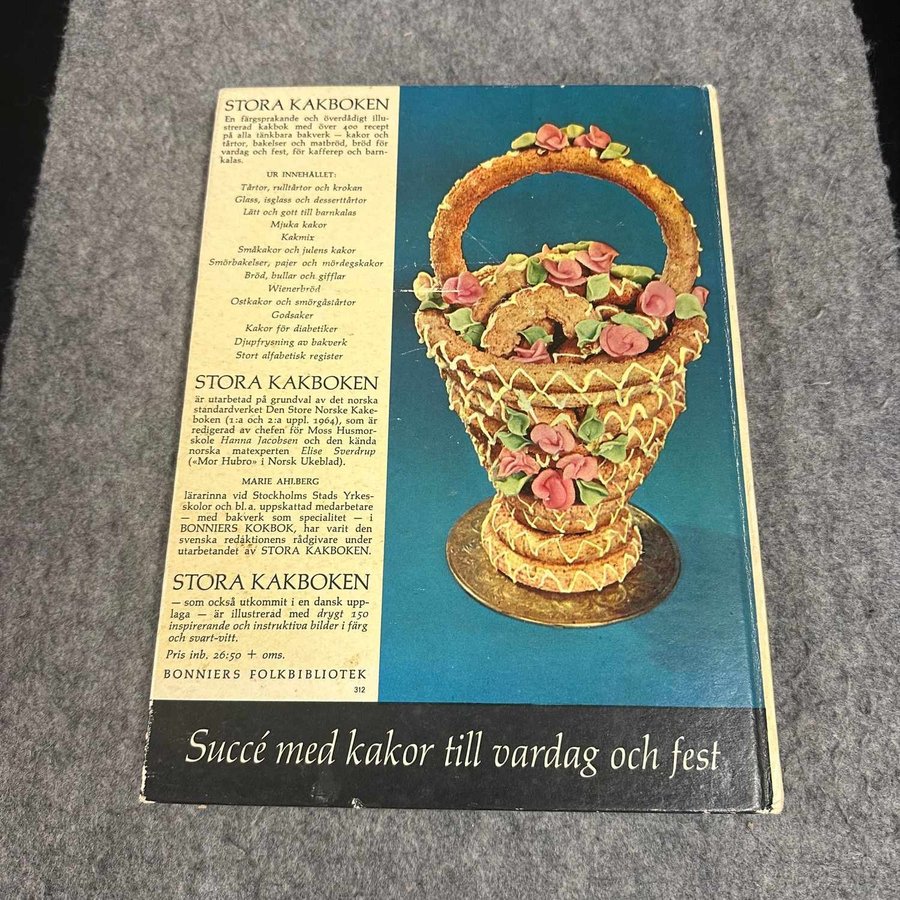 STORA KAKBOKEN
En färgsprakande och överdådigt illu-
strerad kakbok med över 400 recept
på alla tänkbara bakverk — kakor och
tårtor, bakelser och matbröd, bröd för
vardag och fest, för kafferep och barn-
kalas.
UR INNEHÅLLET:
Tårtor, rulltårtor och krokan
Glass, isglass och desserttårtor
Lätt och gott till barnkalas
Mjuka kakor
Kakmix
Småkakor och julens kakor
Smörbakelser, pajer och mördegskakor
Bröd, bullar och gifflar
Wienerbröd
Ostkakor och smörgåstårtor
Godsaker
Kakor för diabetiker
Djupfrysning av bakverk
Stort alfabetisk register
STORA KAKBOKEN
är utarbetad på grundval av det norska
standardverket Den Store Norske Kake-
boken (1:a och 2:a uppl. 1964), som är
redigerad av chefen för Moss Husmor-
skole Hanna Jacobsen och den kända
norska matexperten Elise Sverdrup
(«Mor Hubro» i Norsk Ukeblad).
MARIE AHLBERG
lärarinna vid Stockholms Stads Yrkes-
skolor och bl.a. uppskattad medarbetare
— med bakverk som specialitet — i
BONNIERS KOKBOK, har varit den
svenska redaktionens rådgivare under
utarbetandet av STORA KAKBOKEN.
STORA KAKBOKEN
— som också utkommit i en dansk upp-
laga — är illustrerad med drygt 150
inspirerande och instruktiva bilder i färg
och svart-vitt.
Pris inb. 26:50 + oms.
BONNIERS FOLKBIBLIOTEK
312
Succé med kakor till vardag och fest